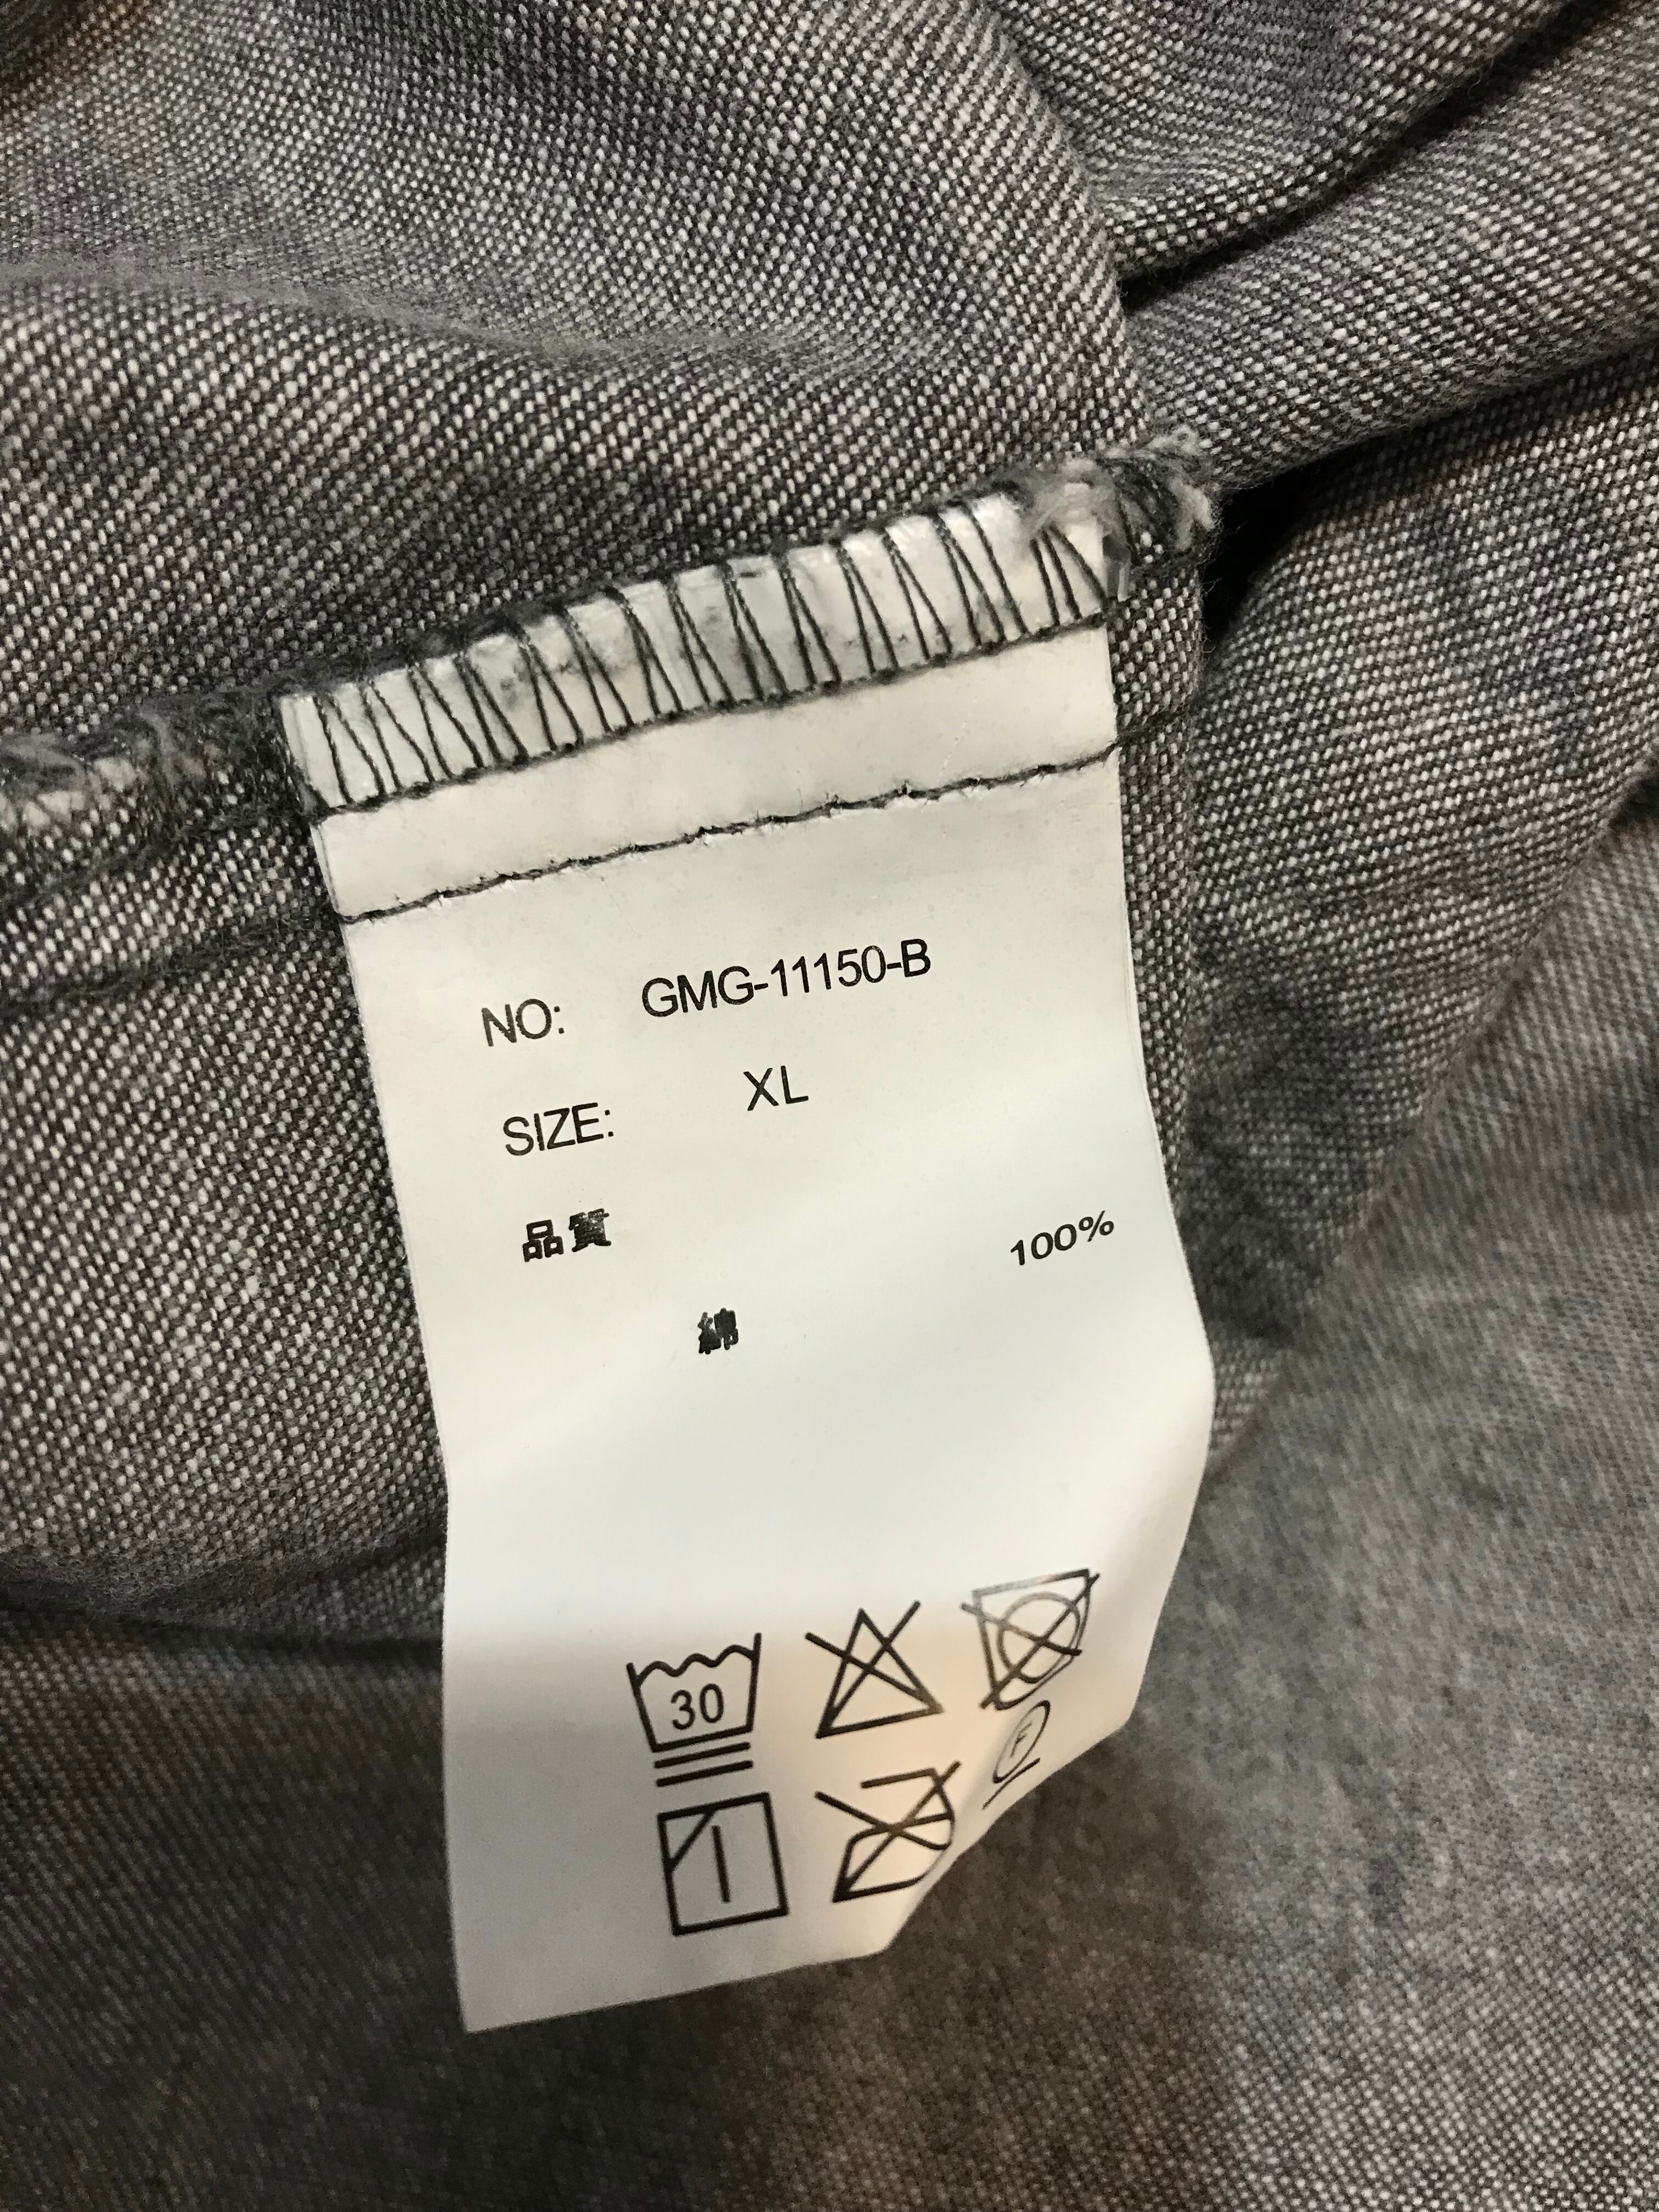 NO: GMG-11150-B
SIZE: XL
品質
100%
綿
30
F